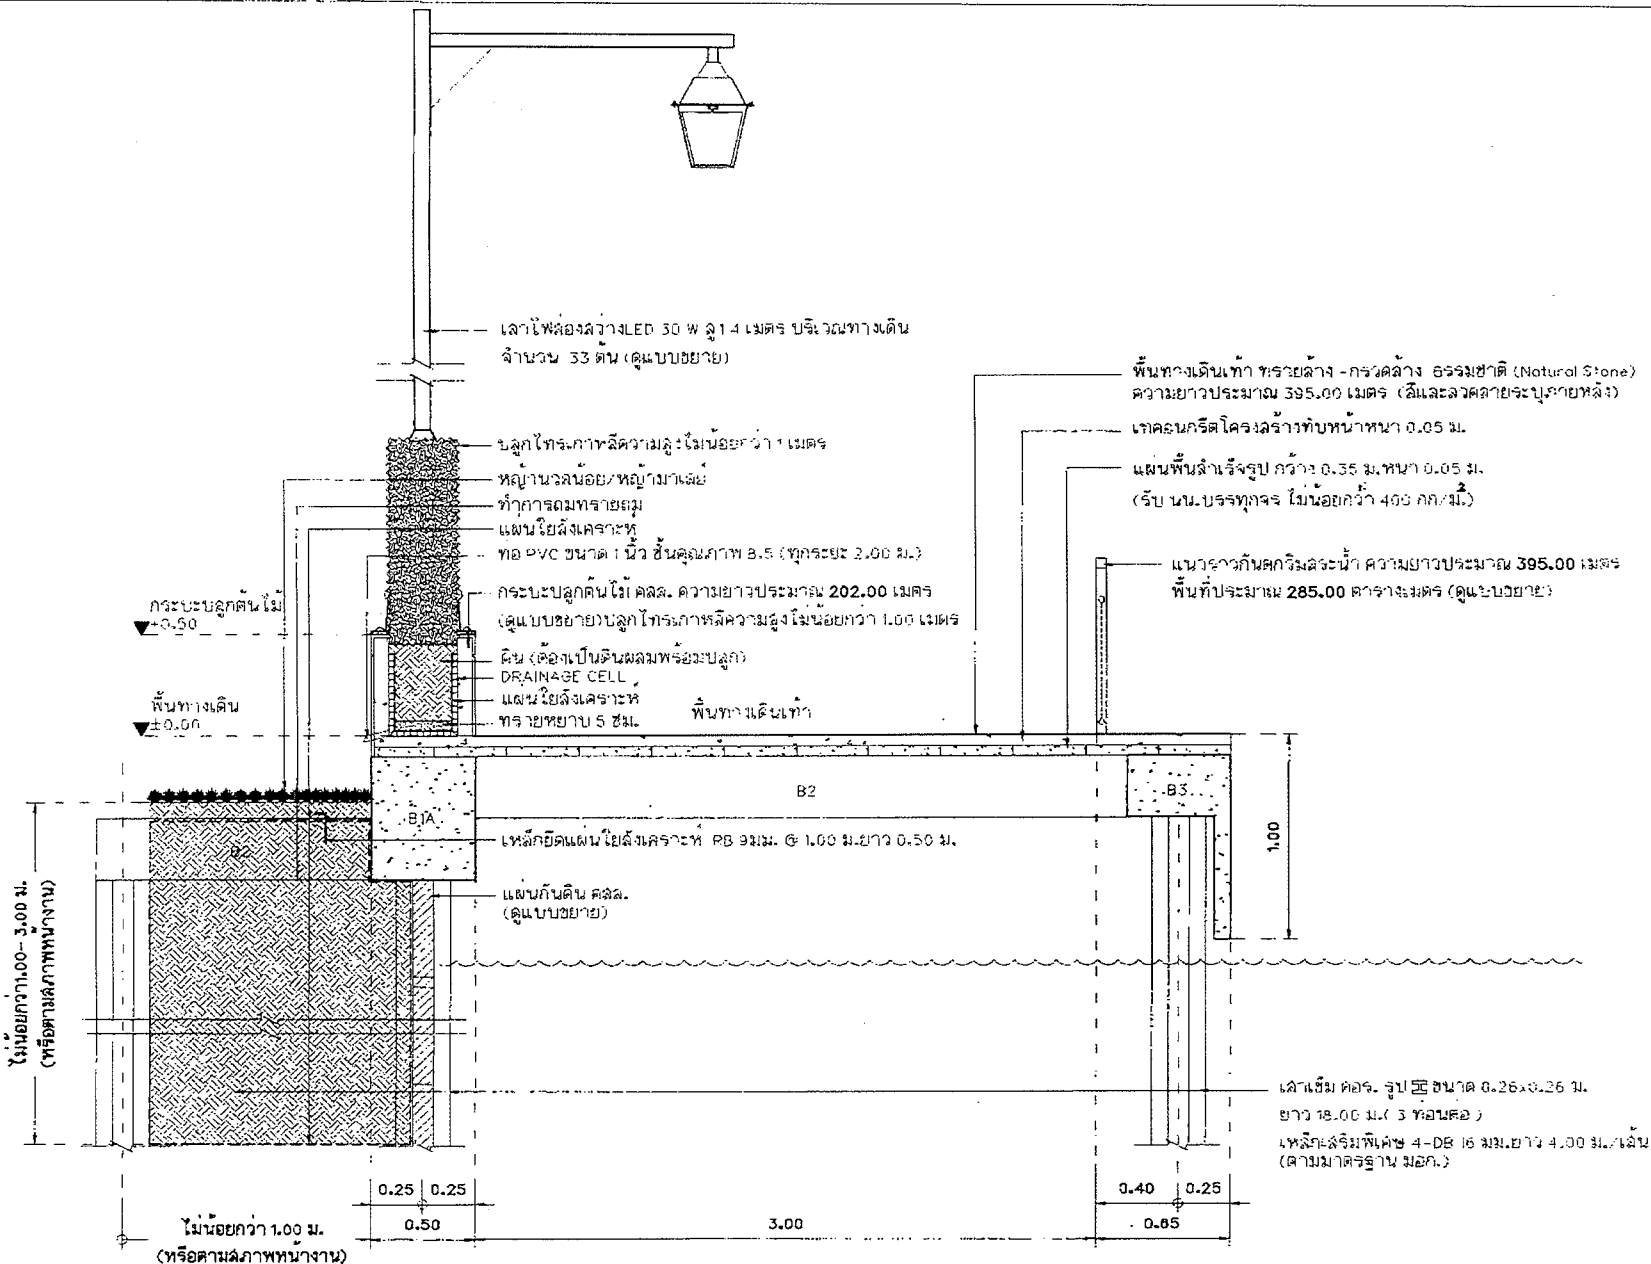 เสาไฟส่องสว่างLED 30 W สูง 4 เมตร บริเวณทางเดิน
จำนวน 33 ต้น (ดูแบบขยาย)
พื้นทางเดินเท้า ทรายล้าง -กรวดล้าง ธรรมชาติ (Natural Stone)
ความยาวประมาณ 395.00 เมตร (สีและลวดลายระบุภายหลัง)
เทคอนกรีตโครงสร้างทับหน้าหนา 0.05 ม.
แผ่นพื้นสำเร็จรูป กว้าง 0.35 ม.หนา 0.05 ม.
(รับ นน.บรรทุกจร ไม่น้อยกว่า 400 กก/ม.²)
ปลูกไทรเกาหลีความสูงไม่น้อยกว่า 1 เมตร
หญ้านวลน้อย/หญ้ามาเลย์
ทำการถมทรายถม
แผ่นใยสังเคราะห์
ท่อ PVC ขนาด 1 นิ้ว ชั้นคุณภาพ 8.5 (ทุกระยะ 2.00 ม.)
แนวราวกันตกริมสระน้ำ ความยาวประมาณ 395.00 เมตร
พื้นที่ประมาณ 285.00 ตารางเมตร (ดูแบบขยาย)
กระบะปลูกต้นไม้ คสล. ความยาวประมาณ 202.00 เมตร
(ดูแบบขยาย)ปลูกไทรเกาหลีความสูงไม่น้อยกว่า 1.00 เมตร
กระบะปลูกต้นไม้
+0.50
ดิน (ต้องเป็นดินผสมพร้อมปลูก)
DRAINAGE CELL
แผ่นใยสังเคราะห์
ทรายหยาบ 5 ซม.
พื้นทางเดินเท้า
พื้นทางเดิน
±0.00
B2
B3
B1A
B2
1.00
เหล็กยึดแผ่นใยสังเคราะห์ RB 9มม. @ 1.00 ม.ยาว 0.50 ม.
แผ่นกันดิน คสล.
(ดูแบบขยาย)
ไม่น้อยกว่า1.00-3.00 ม.
(หรือตามสภาพหน้างาน)
เสาเข็ม คอร. รูป ขนาด 0.26x0.26 ม.
ยาว 18.00 ม.( 3 ท่อนต่อ )
เหล็กเสริมพิเศษ 4-DB 16 มม.ยาว 4.00 ม./เส้น
(ตามมาตรฐาน มอก.)
0.25 0.25
0.40 0.25
0.50
3.00
0.65
ไม่น้อยกว่า 1.00 ม.
(หรือตามสภาพหน้างาน)